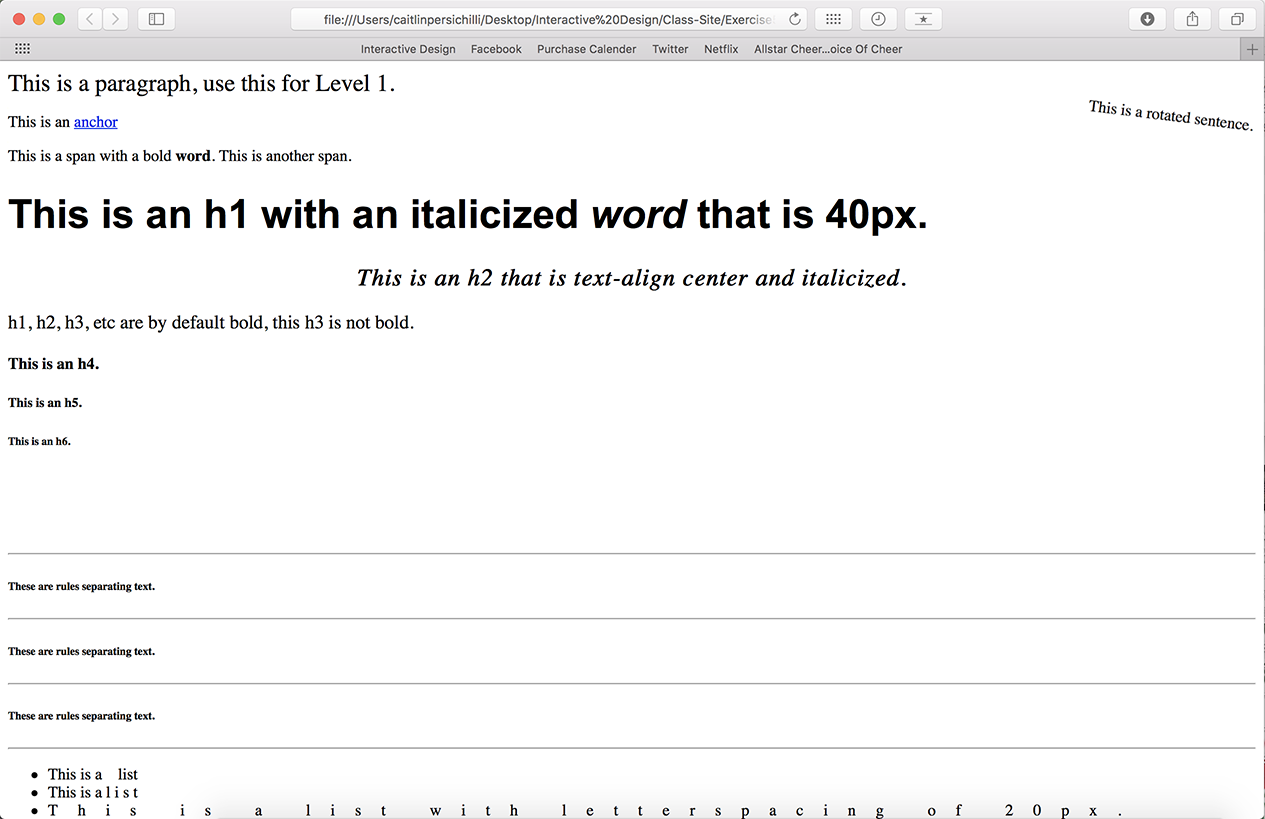 file:///Users/caitlinpersichilli/Desktop/Interactive%20Design/Class-Site/Exercise
Interactive Design Facebook Purchase Calender Twitter Netflix Allstar Cheer...oice Of Cheer
This is a paragraph, use this for Level 1.
This is a rotated sentence.
This is an anchor
This is a span with a bold word. This is another span.
This is an h1 with an italicized word that is 40px.
This is an h2 that is text-align center and italicized.
h1, h2, h3, etc are by default bold, this h3 is not bold.
This is an h4.
This is an h5.
This is an h6.
These are rules separating text.
These are rules separating text.
These are rules separating text.
This is a list
This is a l i s t
T h i s i s a l i s t w i t h l e t t e r s p a c i n g o f 2 0 p x .